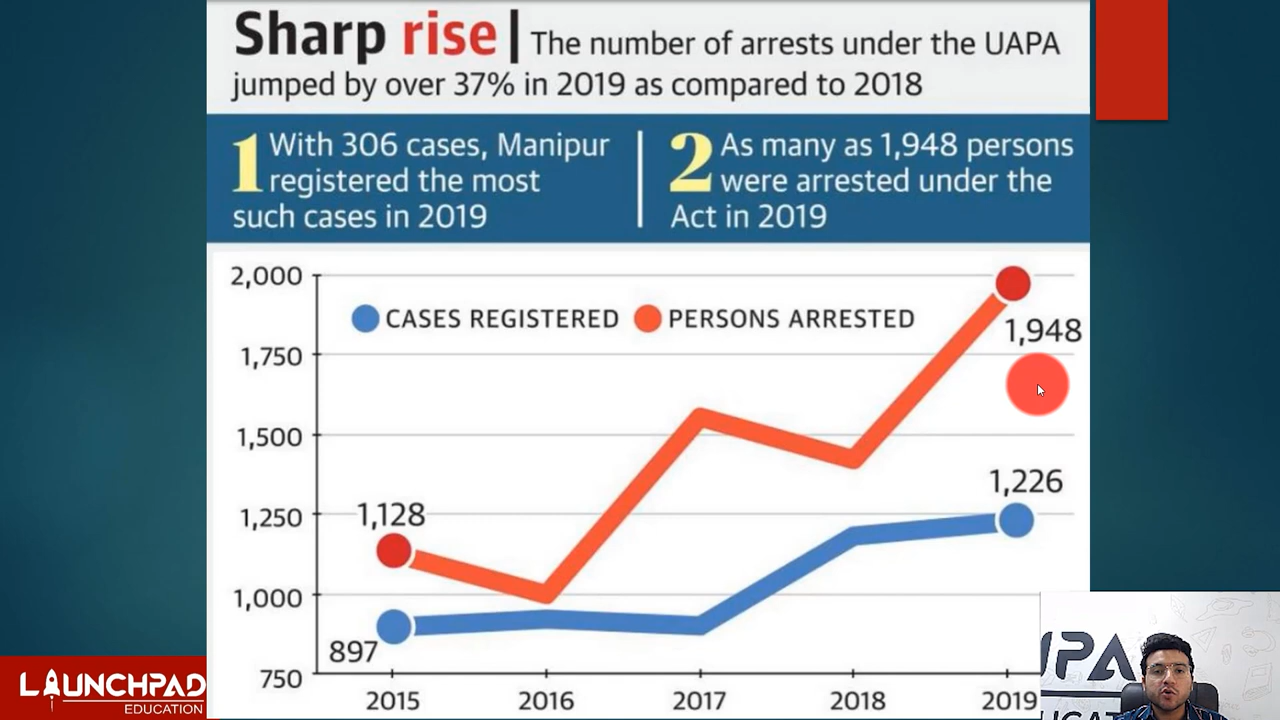 Sharp rise | The number of arrests under the UAPA
jumped by over 37% in 2019 as compared to 2018
1 With 306 cases, Manipur
registered the most
such cases in 2019
2 As many as 1,948 persons
were arrested under the
Act in 2019
2,000
CASES REGISTERED
PERSONS ARRESTED
1,948
1,750
1,500
1,226
1,250
1,128
1,000
897
750
2015
2016
2017
2018
2019
LAUNCHPAD
EDUCATION